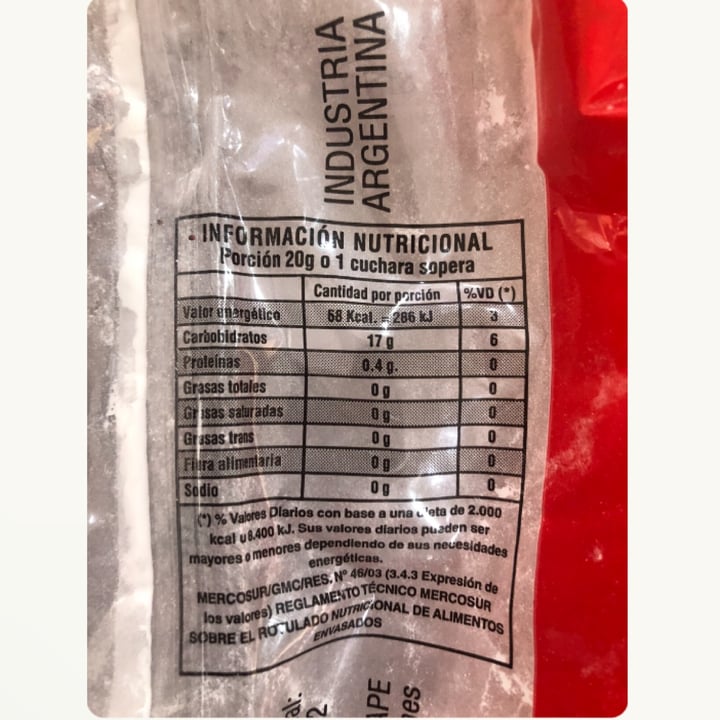 INDUSTRIA
ARGENTINA
INFORMACIÓN NUTRICIONAL
Porción 20g o 1 cuchara sopera
Cantidad por porción %VD (*)
Valor energético 68 Kcal. = 286 kJ 3
Carbohidratos 17 g 6
Proteínas 0.4 g. 0
Grasas totales 0 g 0
Grasas saturadas 0 g 0
Grasas trans 0 g 0
Fibra alimentaria 0 g 0
Sodio 0 g 0
(*) % Valores Diarios con base a una dieta de 2.000
kcal u 8.400 kJ. Sus valores diarios pueden ser
mayores o menores dependiendo de sus necesidades
energéticas.
MERCOSUR/GMC/RES. Nº 46/03 (3.4.3 Expresión de
los valores) REGLAMENTO TÉCNICO MERCOSUR
SOBRE EL ROTULADO NUTRICIONAL DE ALIMENTOS
ENVASADOS